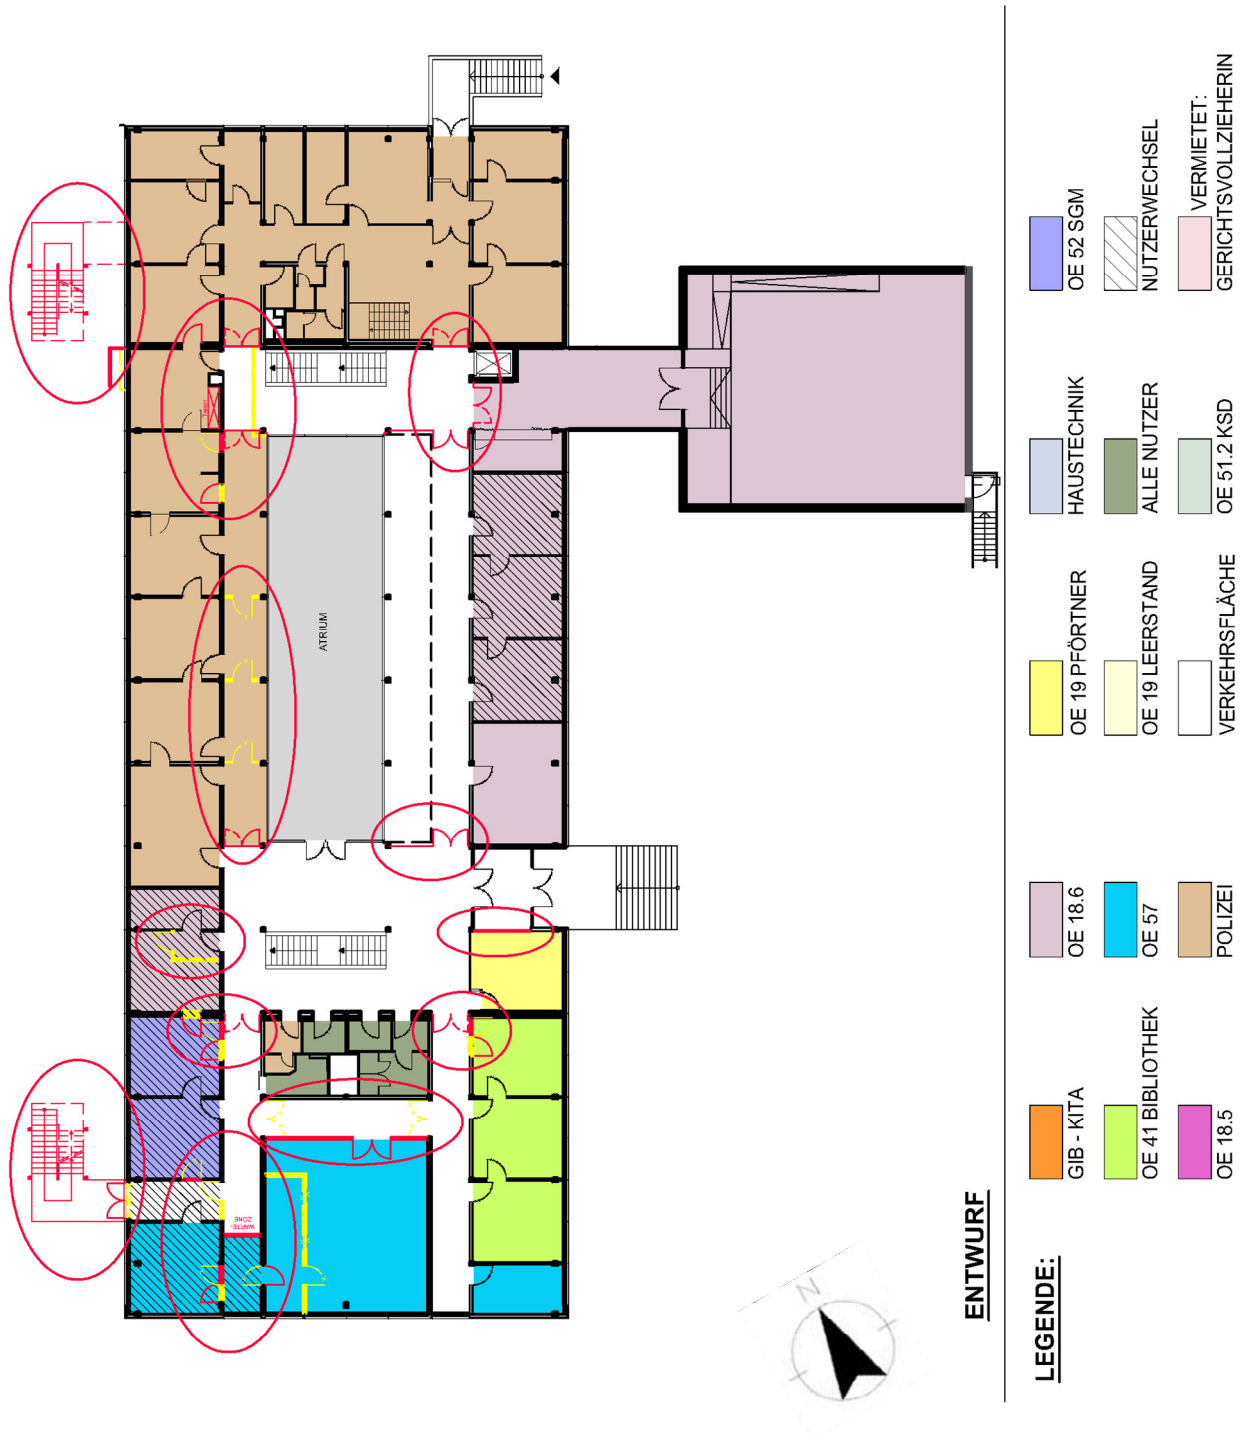 ATRIUM
Tresor
WARTE-
ZONE
N
ENTWURF
LEGENDE:
GIB - KITA
OE 41 BIBLIOTHEK
OE 18.5
OE 18.6
OE 57
POLIZEI
OE 19 PFÖRTNER
OE 19 LEERSTAND
VERKEHRSFLÄCHE
HAUSTECHNIK
ALLE NUTZER
OE 51.2 KSD
OE 52 SGM
NUTZERWECHSEL
VERMIETET:
GERICHTSVOLLZIEHERIN